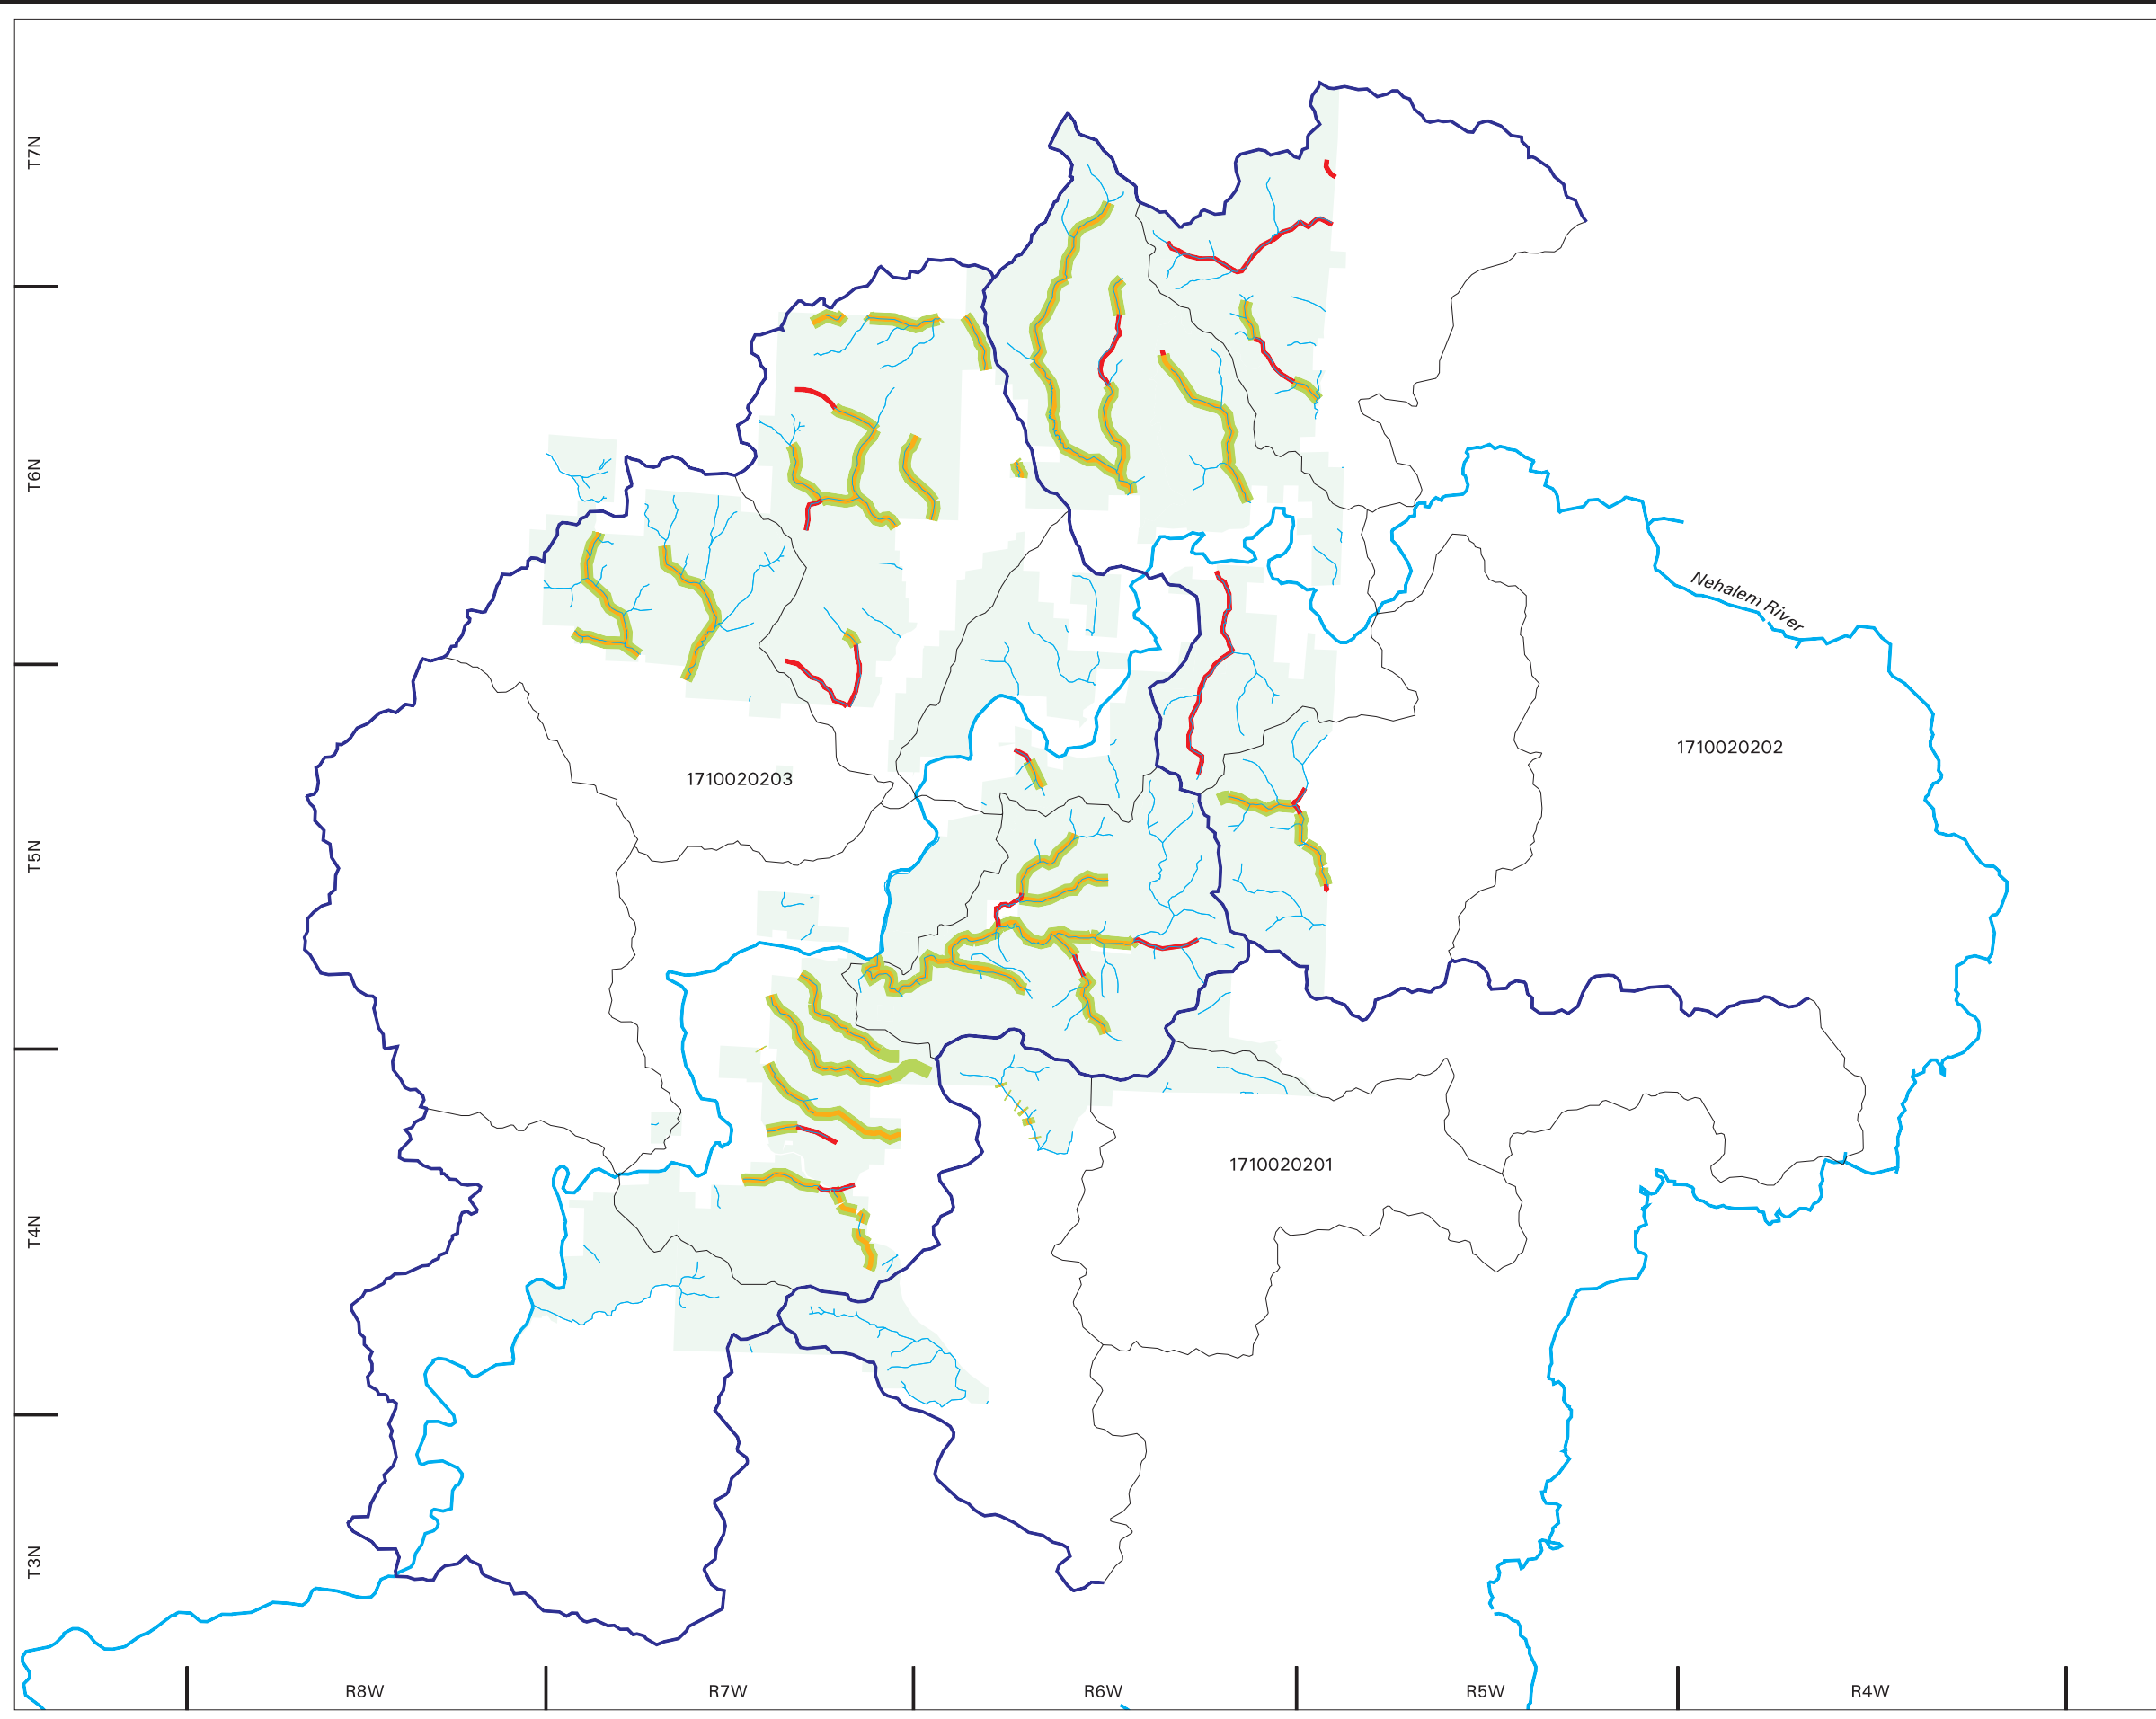 T7N
T6N
Nehalem River
1710020202
1710020203
T5N
1710020201
T4N
T3N
R8W
R7W
R6W
R5W
R4W